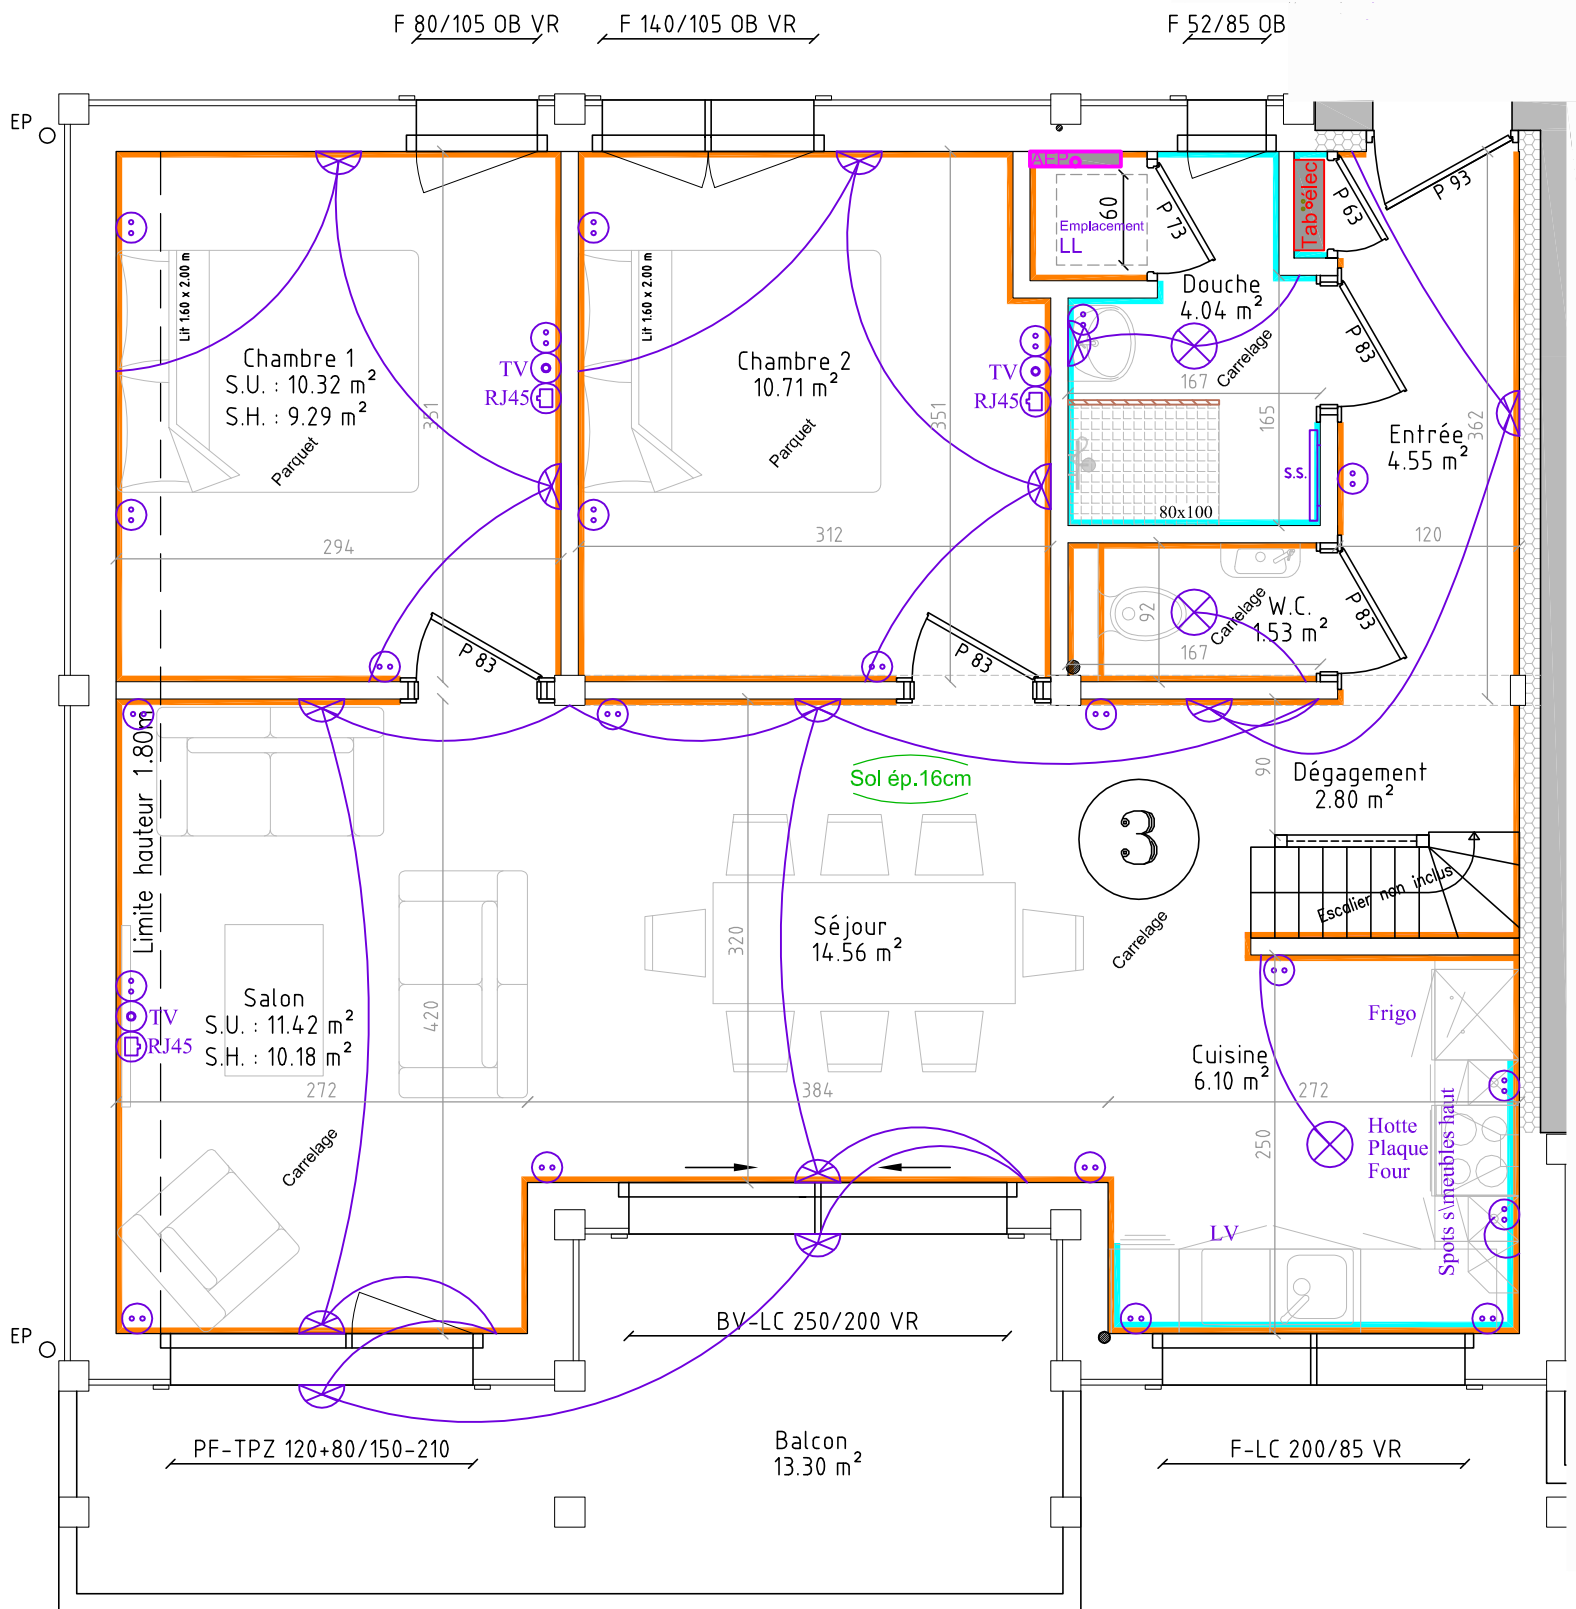 F 80/105 OB VR
F 140/105 OB VR
F 52/85 OB
EP
AEP
60
Emplacement
LL
P 73
Tab élec
P 63
P 93
Lit 1.60 x 2.00 m
Chambre 1
S.U. : 10.32 m²
S.H. : 9.29 m²
Parquet
351
TV
RJ45
294
P 83
Lit 1.60 x 2.00 m
Chambre 2
10.71 m²
Parquet
351
TV
RJ45
312
P 83
Douche
4.04 m²
Carrelage
167
165
S.S.
80x100
P 83
Entrée
4.55 m²
362
120
W.C.
1.53 m²
Carrelage
92
167
P 83
Limite hauteur 1.80m
Sol ép.16cm
3
90
Dégagement
2.80 m²
Escalier non inclus
Séjour
14.56 m²
320
Carrelage
Salon
S.U. : 11.42 m²
S.H. : 10.18 m²
TV
RJ45
420
272
384
272
Carrelage
Cuisine
6.10 m²
250
Frigo
Hotte
Plaque
Four
Spots s\meubles haut
LV
EP
BV-LC 250/200 VR
PF-TPZ 120+80/150-210
Balcon
13.30 m²
F-LC 200/85 VR